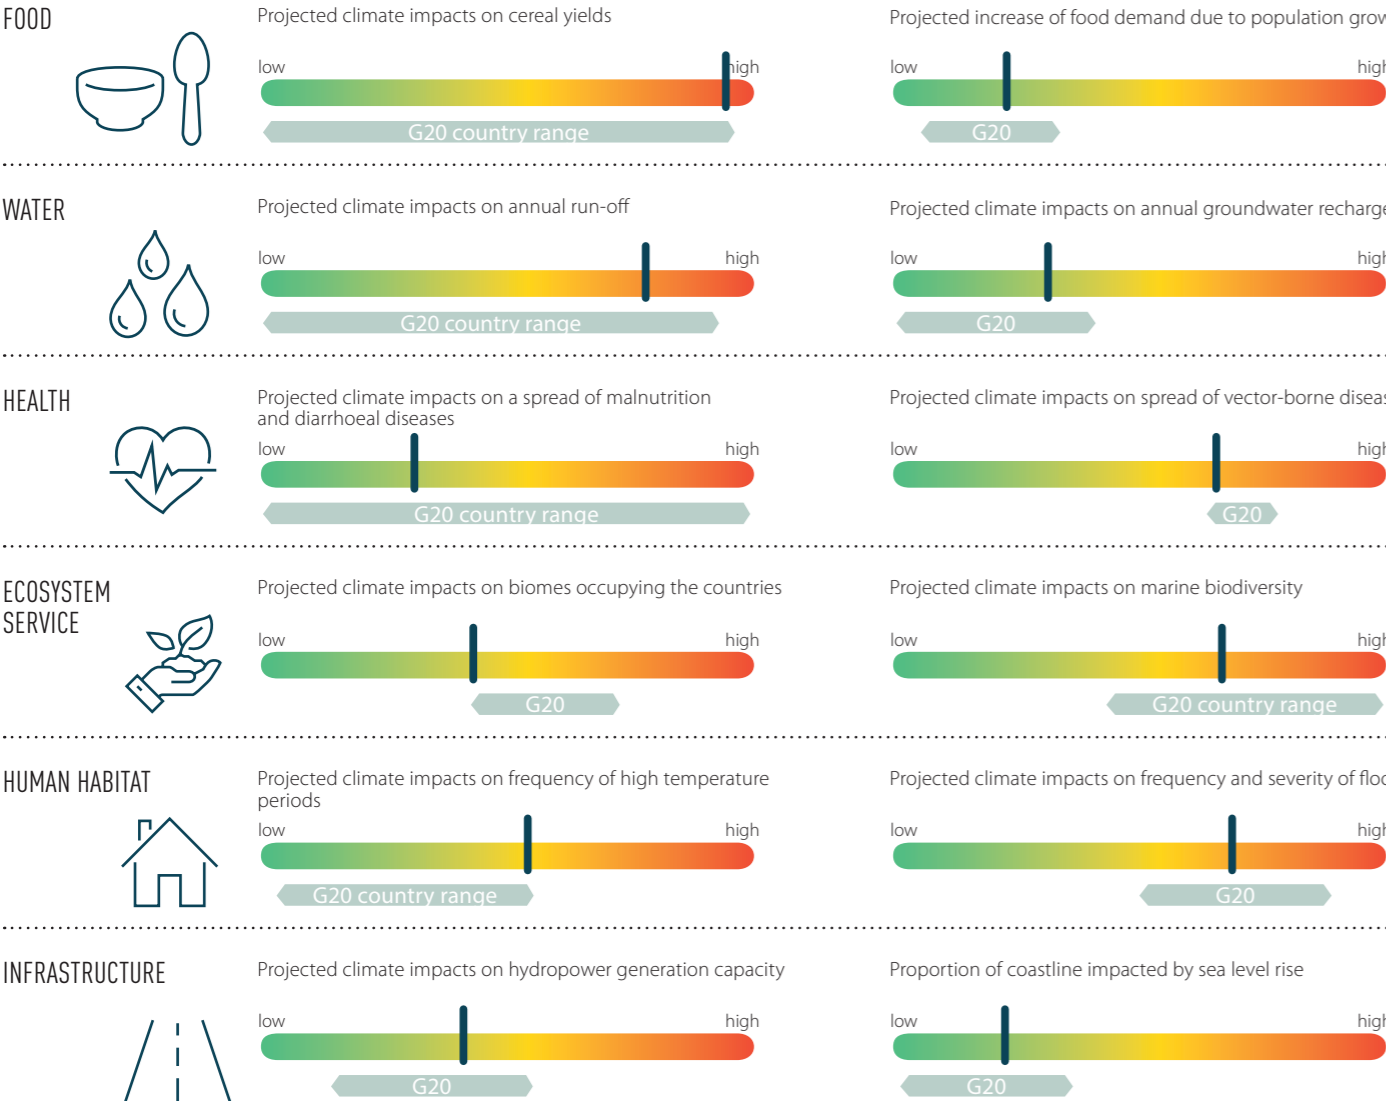 FOOD
Projected climate impacts on cereal yields
low high
G20 country range
Projected increase of food demand due to population grow
low high
G20
WATER
Projected climate impacts on annual run-off
low high
G20 country range
Projected climate impacts on annual groundwater recharge
low high
G20
HEALTH
Projected climate impacts on a spread of malnutrition
and diarrhoeal diseases
low high
G20 country range
Projected climate impacts on spread of vector-borne diseas
low high
G20
ECOSYSTEM
SERVICE
Projected climate impacts on biomes occupying the countries
low high
G20
Projected climate impacts on marine biodiversity
low high
G20 country range
HUMAN HABITAT
Projected climate impacts on frequency of high temperature
periods
low high
G20 country range
Projected climate impacts on frequency and severity of floo
low high
G20
INFRASTRUCTURE
Projected climate impacts on hydropower generation capacity
low high
G20
Proportion of coastline impacted by sea level rise
low high
G20